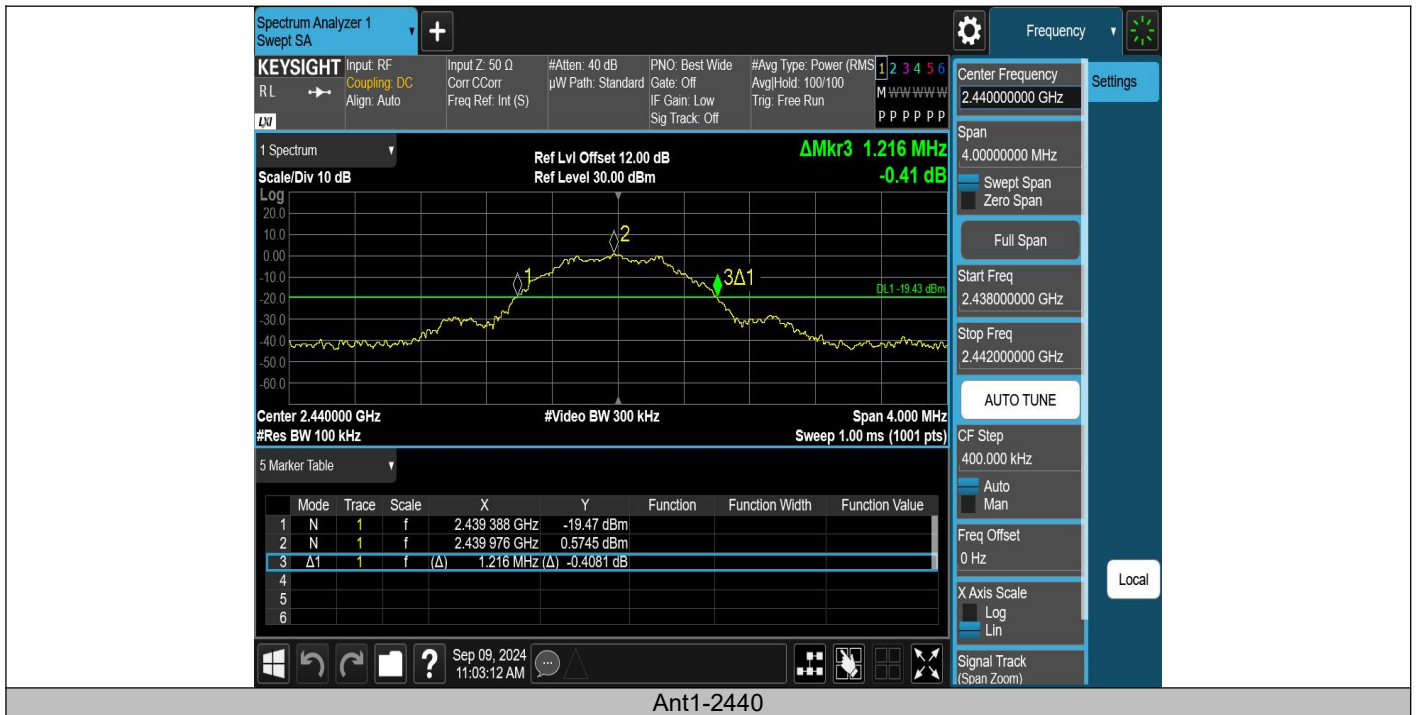 Spectrum Analyzer 1
Swept SA
+
Frequency
KEYSIGHT
RL
LXI
Input: RF
Coupling: DC
Align: Auto
Input Z: 50 Ω
Corr CCorr
Freq Ref: Int (S)
#Atten: 40 dB
µW Path: Standard
PNO: Best Wide
Gate: Off
IF Gain: Low
Sig Track: Off
#Avg Type: Power (RMS
Avg|Hold: 100/100
Trig: Free Run
1 2 3 4 5 6
M W W W W W
P P P P P P
Center Frequency
2.440000000 GHz
Settings
Span
4.00000000 MHz
Swept Span
Zero Span
Full Span
Start Freq
2.438000000 GHz
Stop Freq
2.442000000 GHz
AUTO TUNE
CF Step
400.000 kHz
Auto
Man
Freq Offset
0 Hz
X Axis Scale
Log
Lin
Signal Track
(Span Zoom)
Local
1 Spectrum
Scale/Div 10 dB
Ref Lvl Offset 12.00 dB
Ref Level 30.00 dBm
ΔMkr3 1.216 MHz
-0.41 dB
Log
20.0
10.0
0.00
-10.0
-20.0
-30.0
-40.0
-50.0
-60.0
1
2
3Δ1
DL1 -19.43 dBm
Center 2.440000 GHz
#Video BW 300 kHz
Span 4.000 MHz
#Res BW 100 kHz
Sweep 1.00 ms (1001 pts)
5 Marker Table
Mode Trace Scale X Y Function Function Width Function Value
1 N 1 f 2.439 388 GHz -19.47 dBm
2 N 1 f 2.439 976 GHz 0.5745 dBm
3 Δ1 1 f (Δ) 1.216 MHz (Δ) -0.4081 dB
4
5
6
?
Sep 09, 2024
11:03:12 AM
Ant1-2440